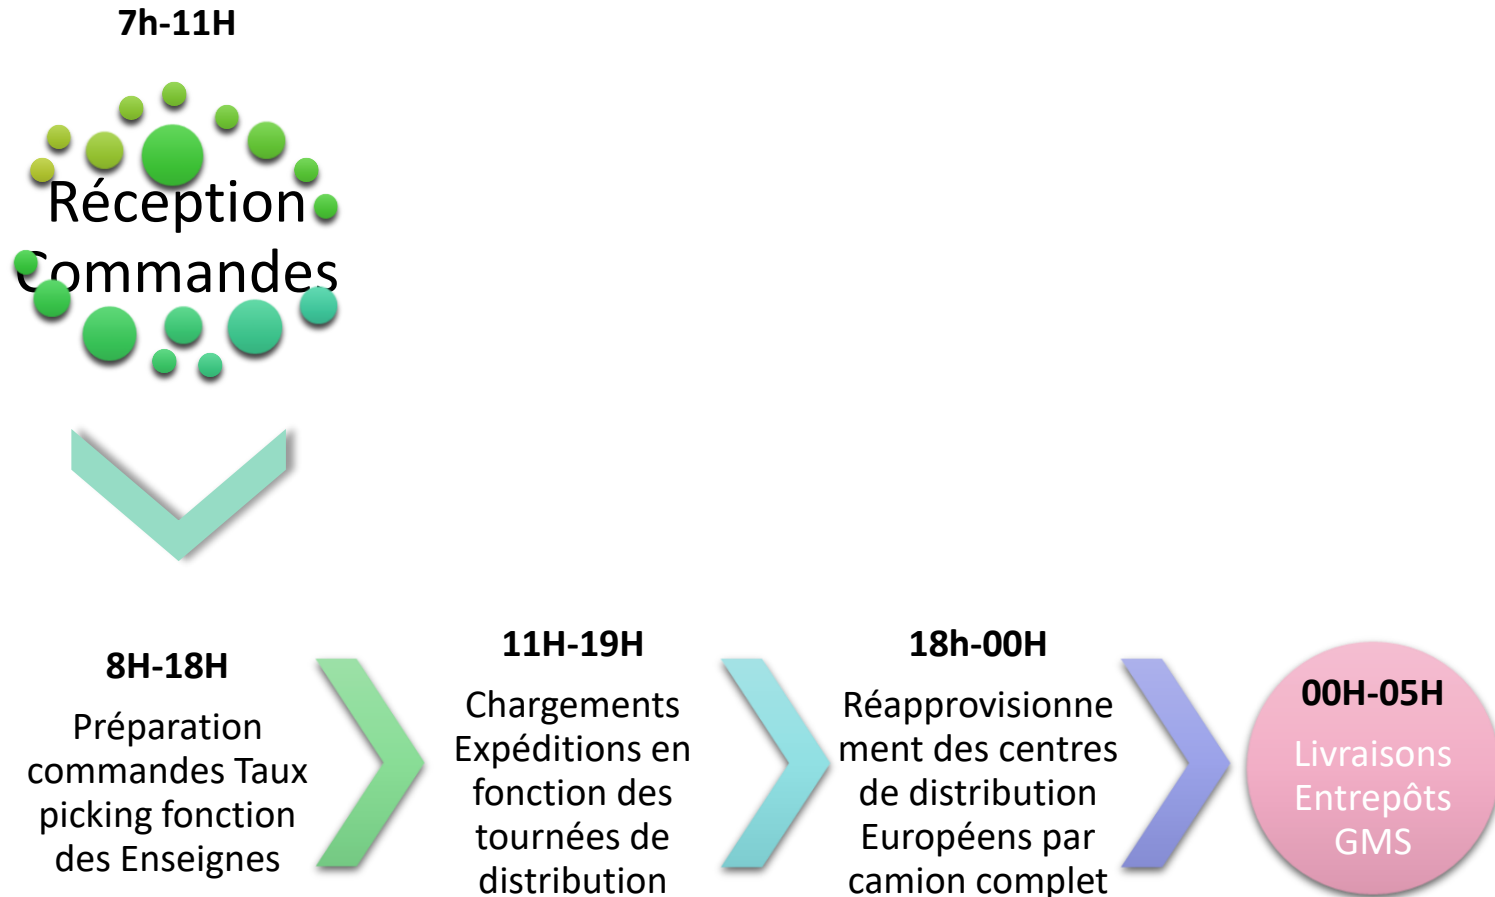 7h-11H
Réception
Commandes
8H-18H
Préparation
commandes Taux
picking fonction
des Enseignes
11H-19H
Chargements
Expéditions en
fonction des
tournées de
distribution
18h-00H
Réapprovisionne
ment des centres
de distribution
Européens par
camion complet
00H-05H
Livraisons
Entrepôts
GMS